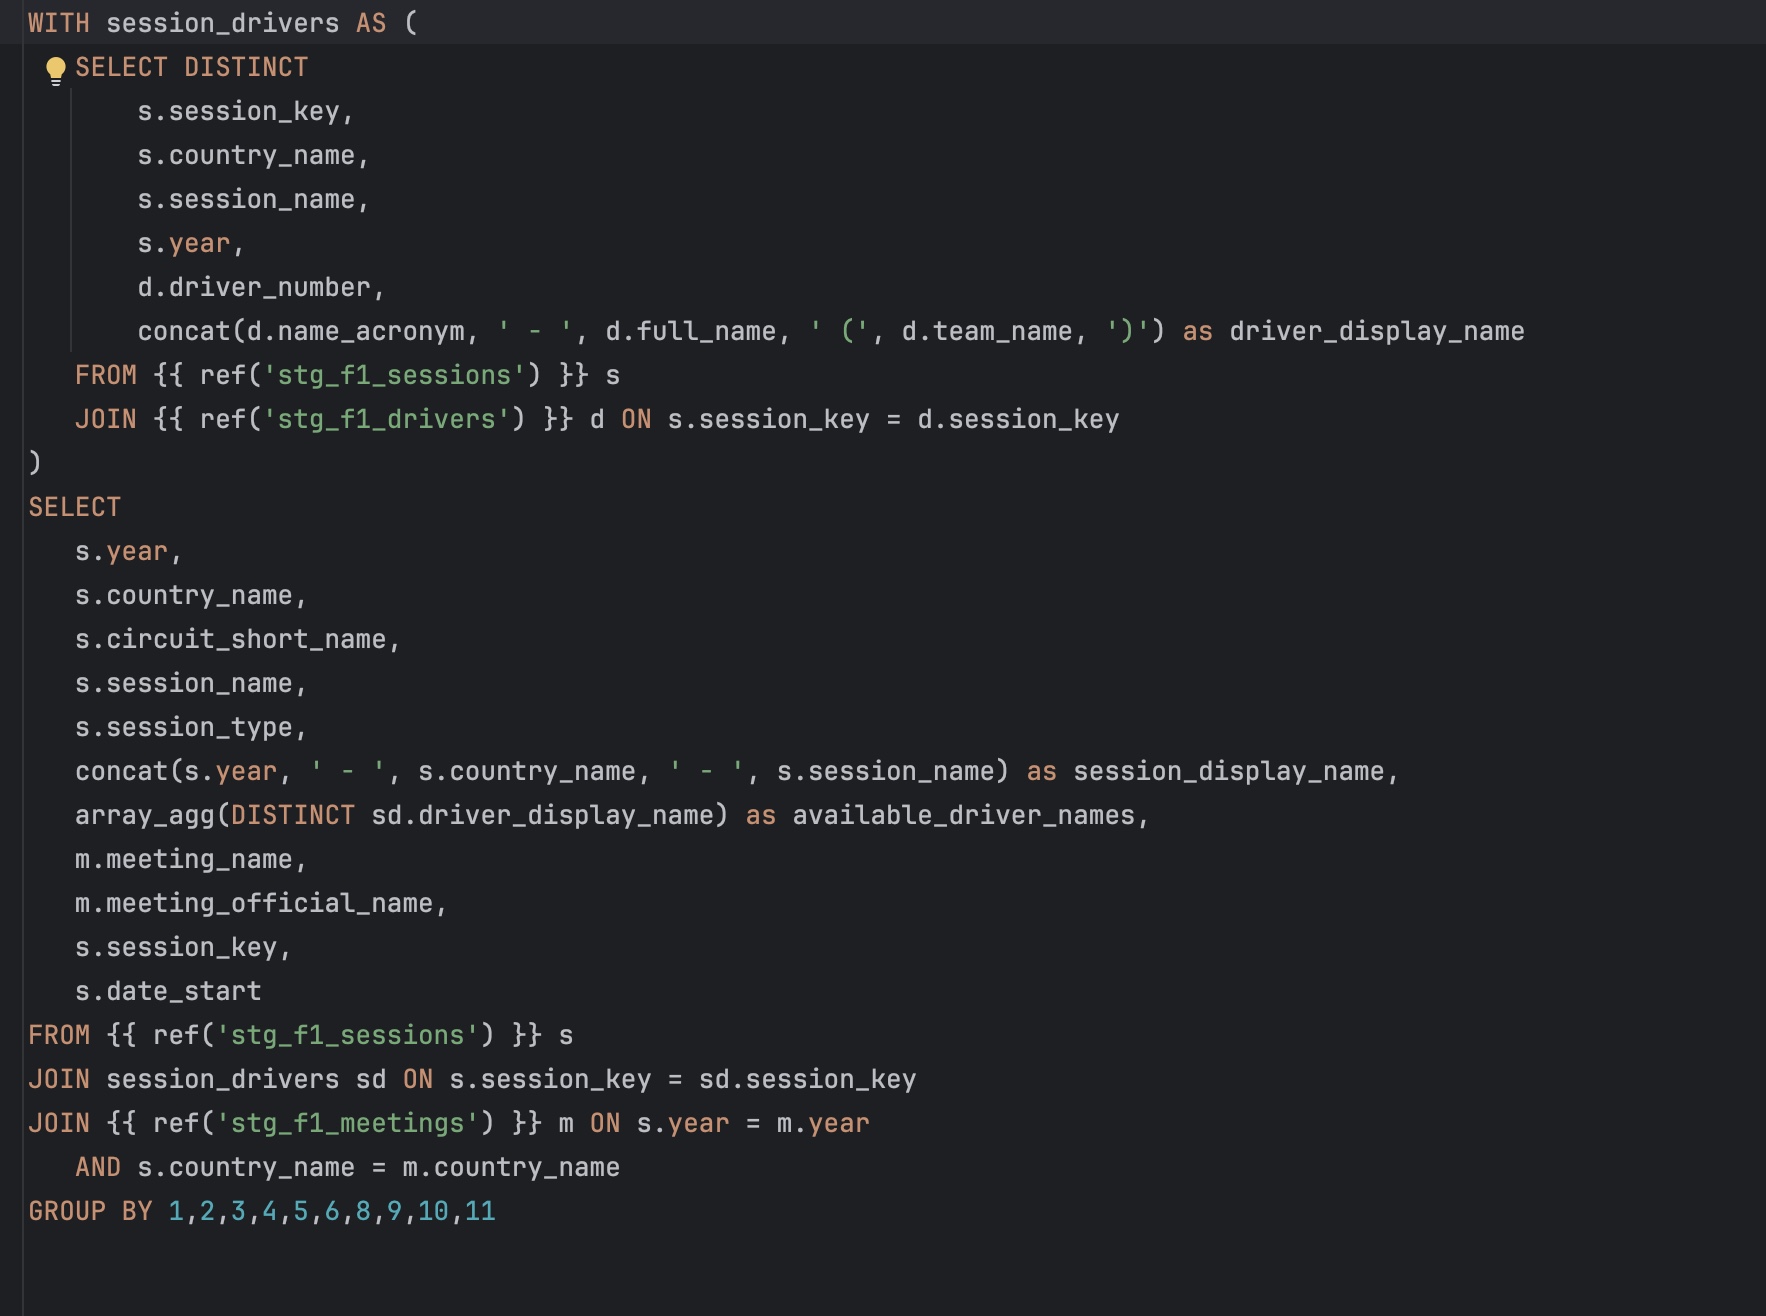 WITH session_drivers AS (
SELECT DISTINCT
s.session_key,
s.country_name,
s.session_name,
s.year,
d.driver_number,
concat(d.name_acronym, ' - ', d.full_name, ' (', d.team_name, ')') as driver_display_name
FROM {{ ref('stg_f1_sessions') }} s
JOIN {{ ref('stg_f1_drivers') }} d ON s.session_key = d.session_key
)
SELECT
s.year,
s.country_name,
s.circuit_short_name,
s.session_name,
s.session_type,
concat(s.year, ' - ', s.country_name, ' - ', s.session_name) as session_display_name,
array_agg(DISTINCT sd.driver_display_name) as available_driver_names,
m.meeting_name,
m.meeting_official_name,
s.session_key,
s.date_start
FROM {{ ref('stg_f1_sessions') }} s
JOIN session_drivers sd ON s.session_key = sd.session_key
JOIN {{ ref('stg_f1_meetings') }} m ON s.year = m.year
AND s.country_name = m.country_name
GROUP BY 1,2,3,4,5,6,8,9,10,11